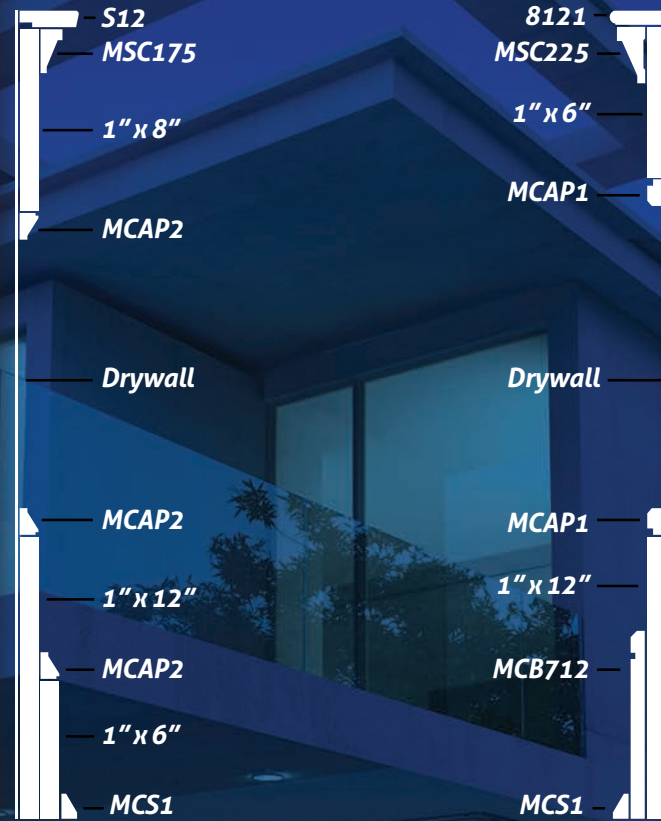 S12
MSC175
1" x 8"
MCAP2
Drywall
MCAP2
1" x 12"
MCAP2
1" x 6"
MCS1
8121
MSC225
1" x 6"
MCAP1
Drywall
MCAP1
1" x 12"
MCB712
MCS1